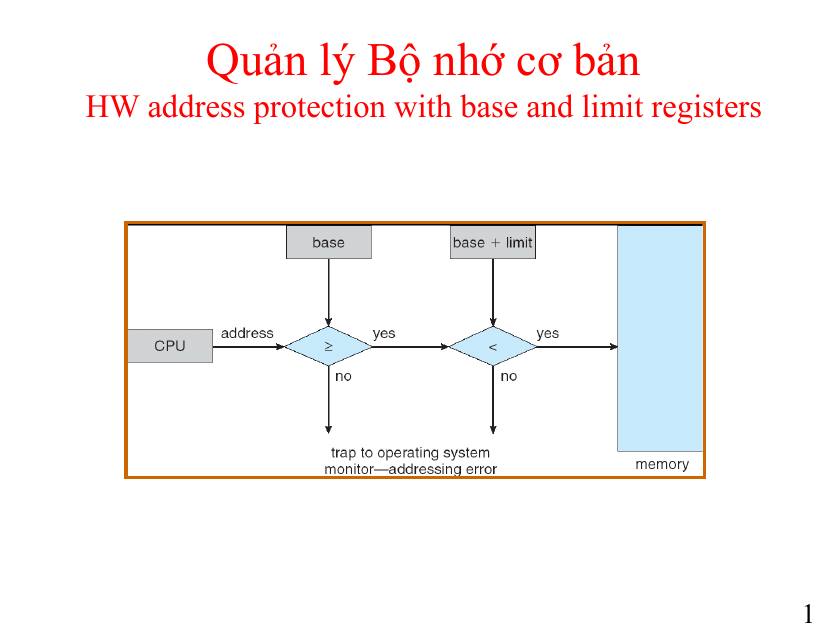 Quản lý Bộ nhớ cơ bản
HW address protection with base and limit registers
base
base + limit
address
yes
yes
CPU
≥
<
no
no
trap to operating system
monitor—addressing error
memory
1